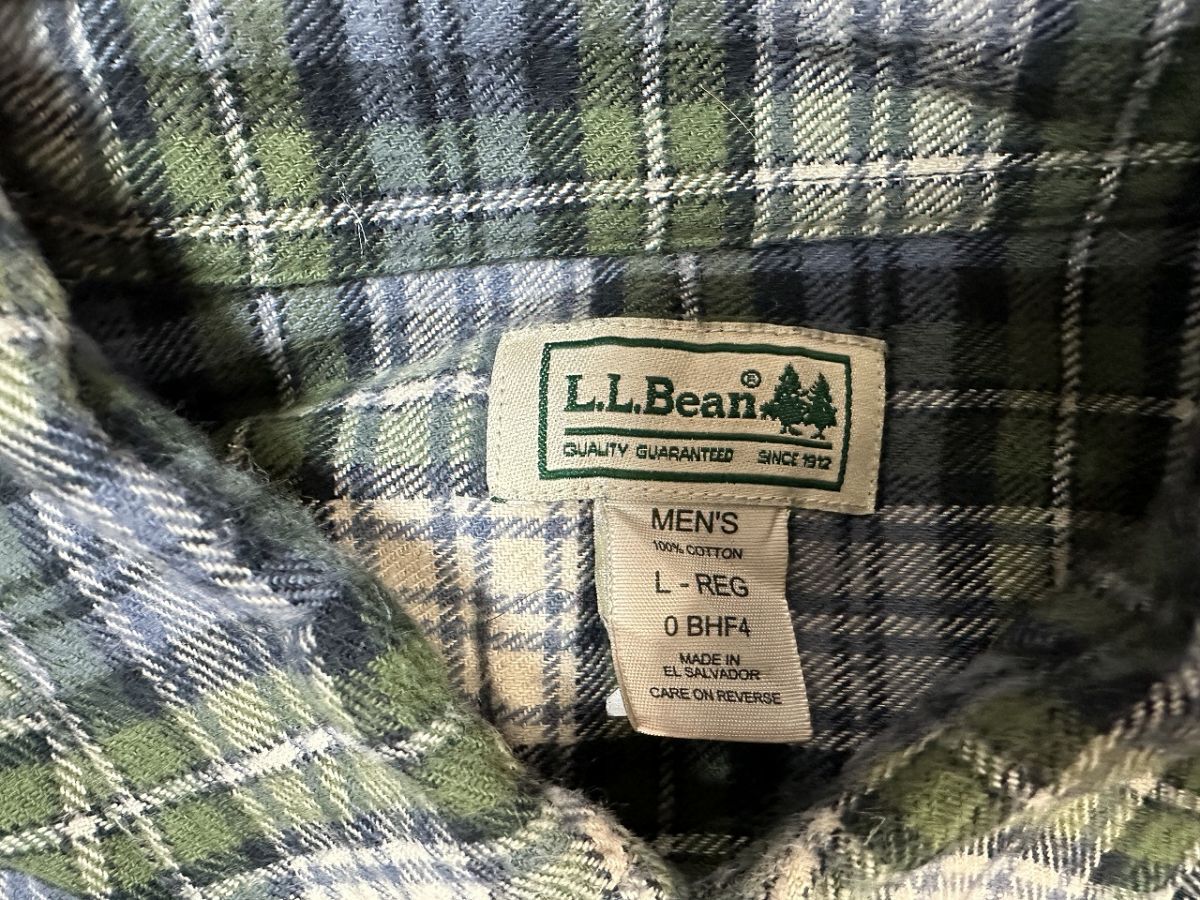 L.L.Bean®
QUALITY GUARANTEED SINCE 1912
MEN'S
100% COTTON
L - REG
0 BHF4
MADE IN
EL SALVADOR
CARE ON REVERSE